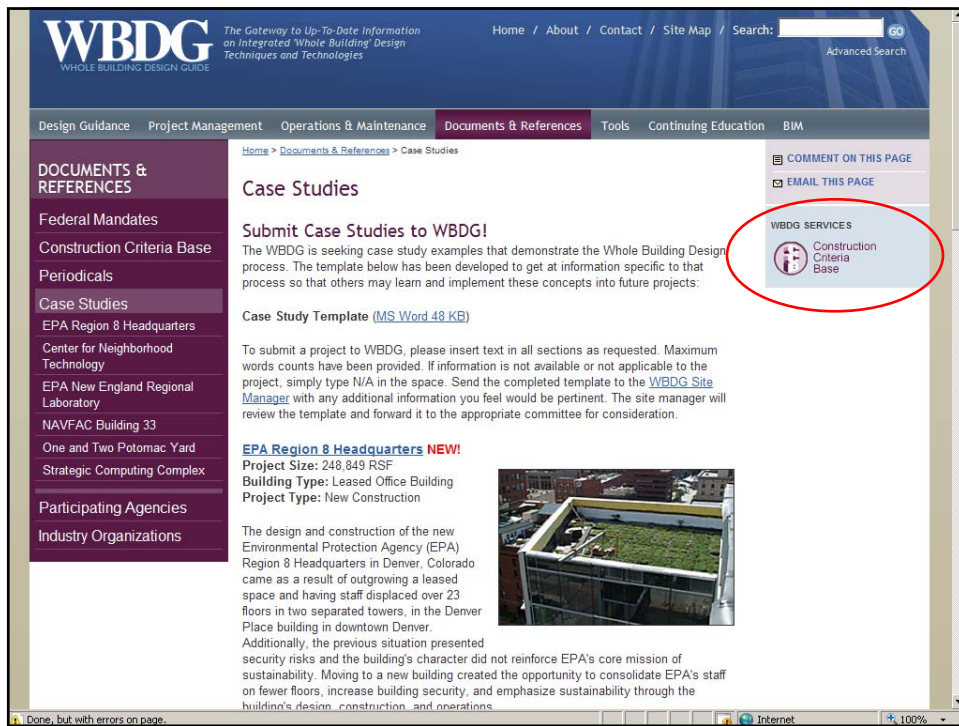 WBDG
WHOLE BUILDING DESIGN GUIDE
The Gateway to Up-To-Date Information
on Integrated 'Whole Building' Design
Techniques and Technologies
Home / About / Contact / Site Map / Search:
GO
Advanced Search
Design Guidance Project Management Operations & Maintenance Documents & References Tools Continuing Education BIM
DOCUMENTS &
REFERENCES
Federal Mandates
Construction Criteria Base
Periodicals
Case Studies
EPA Region 8 Headquarters
Center for Neighborhood
Technology
EPA New England Regional
Laboratory
NAVFAC Building 33
One and Two Potomac Yard
Strategic Computing Complex
Participating Agencies
Industry Organizations
Home > Documents & References > Case Studies
Case Studies
Submit Case Studies to WBDG!
The WBDG is seeking case study examples that demonstrate the Whole Building Design
process. The template below has been developed to get at information specific to that
process so that others may learn and implement these concepts into future projects:
Case Study Template (MS Word 48 KB)
To submit a project to WBDG, please insert text in all sections as requested. Maximum
words counts have been provided. If information is not available or not applicable to the
project, simply type N/A in the space. Send the completed template to the WBDG Site
Manager with any additional information you feel would be pertinent. The site manager will
review the template and forward it to the appropriate committee for consideration.
EPA Region 8 Headquarters NEW!
Project Size: 248,849 RSF
Building Type: Leased Office Building
Project Type: New Construction
The design and construction of the new
Environmental Protection Agency (EPA)
Region 8 Headquarters in Denver, Colorado
came as a result of outgrowing a leased
space and having staff displaced over 23
floors in two separated towers, in the Denver
Place building in downtown Denver.
Additionally, the previous situation presented
security risks and the building's character did not reinforce EPA's core mission of
sustainability. Moving to a new building created the opportunity to consolidate EPA's staff
on fewer floors, increase building security, and emphasize sustainability through the
building's design, construction, and operations
COMMENT ON THIS PAGE
EMAIL THIS PAGE
WBDG SERVICES
Construction
Criteria
Base
Done, but with errors on page.
Internet
100%